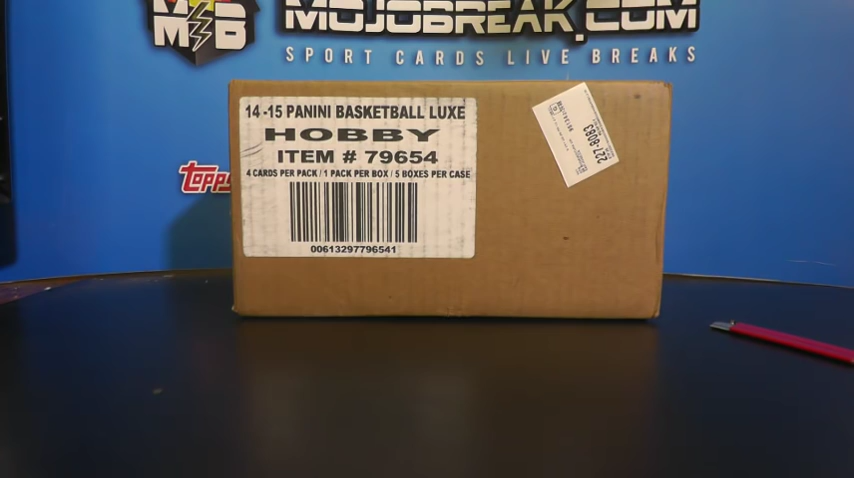 MOJOBREAK.COM
MB
SPORT CARDS LIVE BREAKS
14-15 PANINI BASKETBALL LUXE
HOBBY
ITEM # 79654
4 CARDS PER PACK / 1 PACK PER BOX / 5 BOXES PER CASE
00613297796541
227-8083
Topps